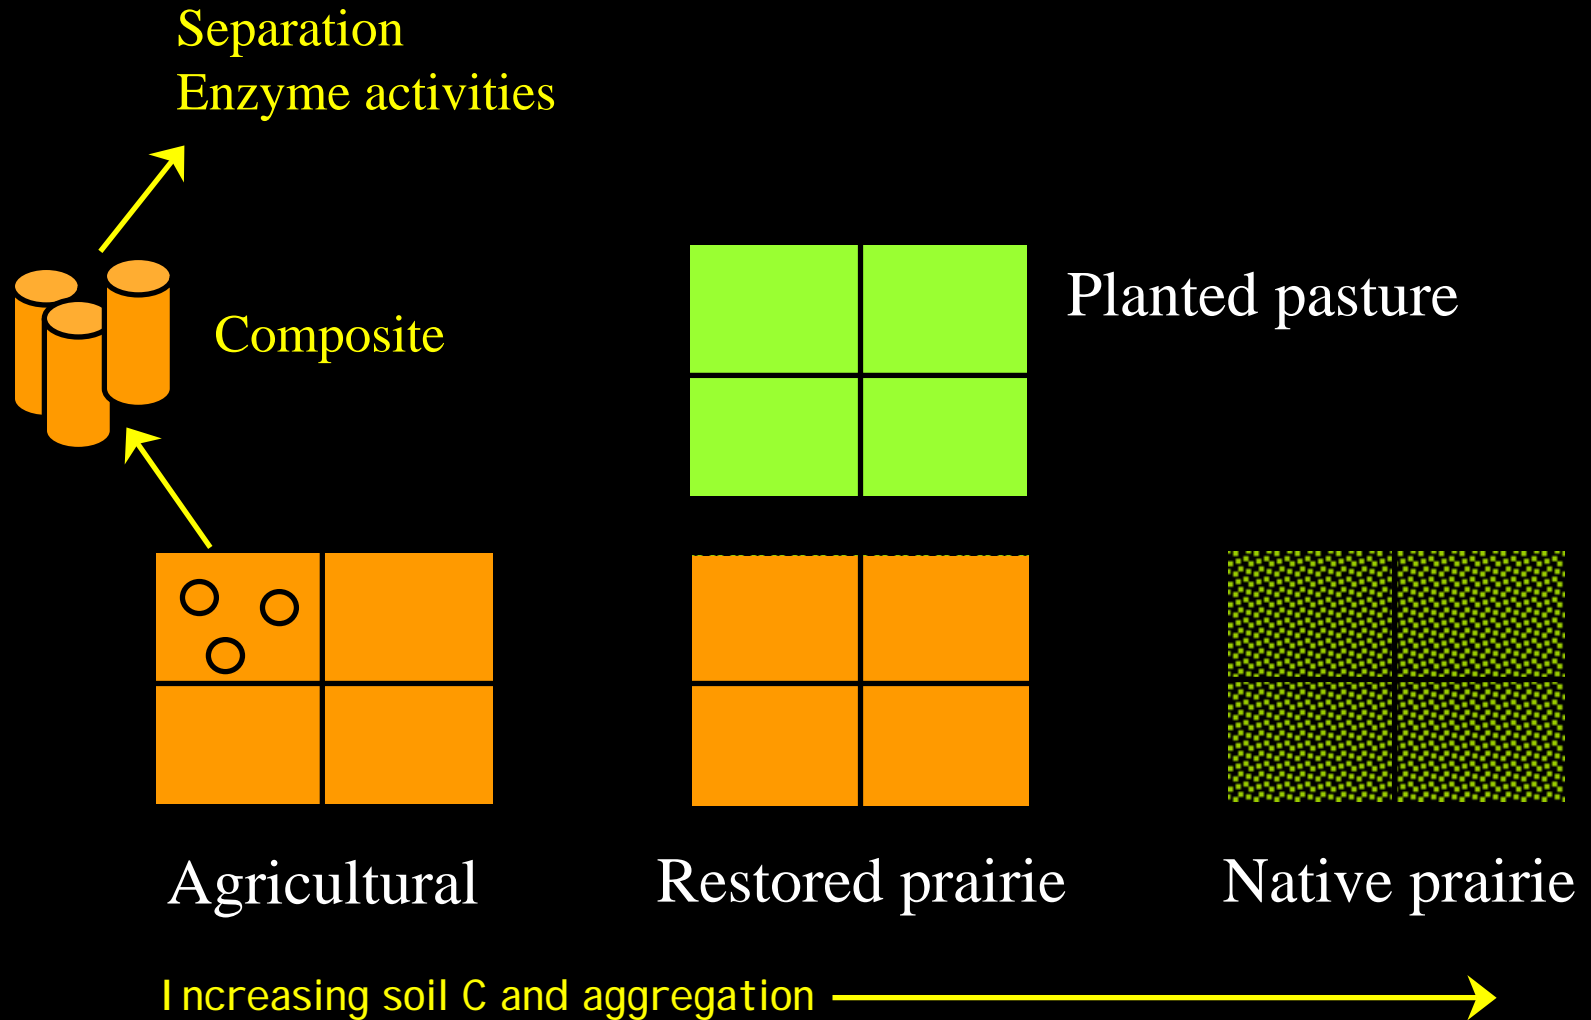 Separation
Enzyme activities
Composite
Planted pasture
Agricultural
Restored prairie
Native prairie
Increasing soil C and aggregation